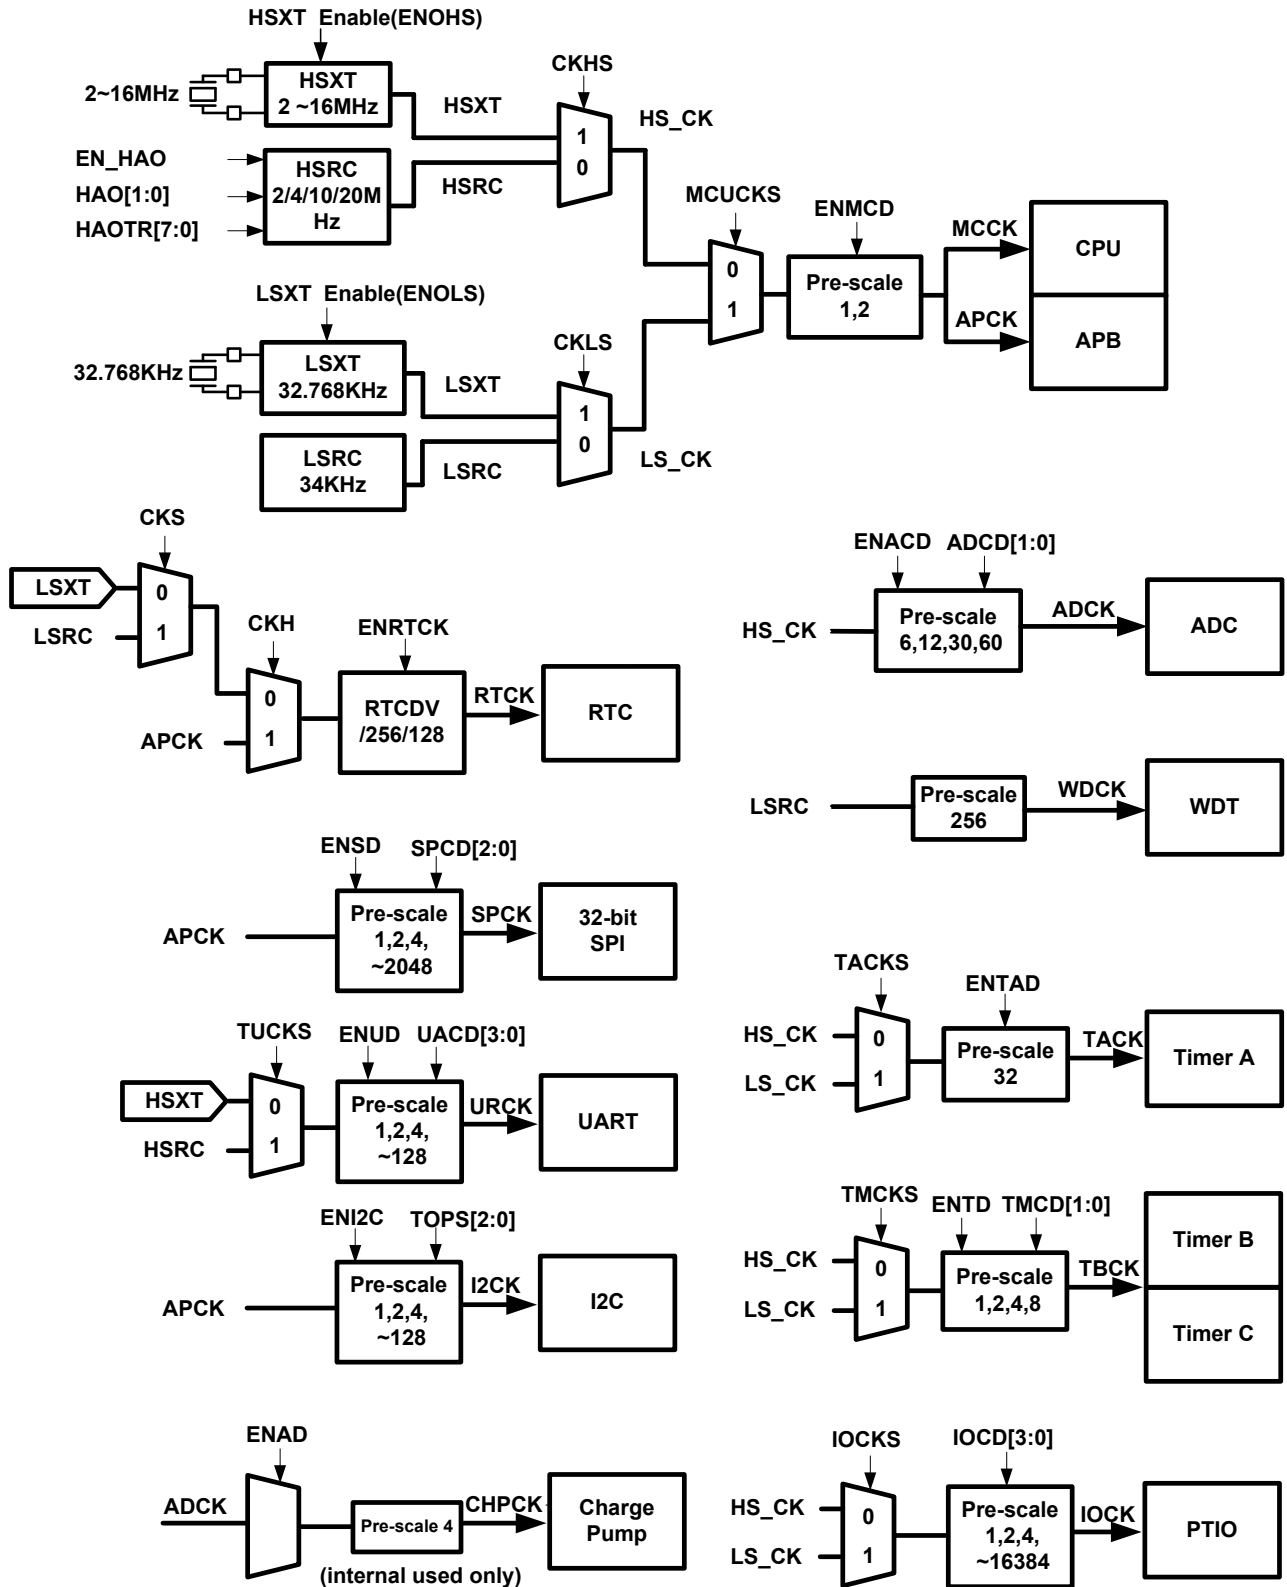 HSXT Enable(ENOHS)
2~16MHz
HSXT
2 ~16MHz
HSXT
CKHS
1
0
HS_CK
EN_HAO
HAO[1:0]
HAOTR[7:0]
HSRC
2/4/10/20M
Hz
HSRC
MCUCKS
0
1
ENMCD
Pre-scale
1,2
MCCK
CPU
APCK
APB
LSXT Enable(ENOLS)
32.768KHz
LSXT
32.768KHz
LSXT
CKLS
1
0
LS_CK
LSRC
34KHz
LSRC
CKS
LSXT
LSRC
0
1
CKH
APCK
0
1
ENRTCK
RTCDV
/256/128
RTCK
RTC
ENACD ADCD[1:0]
HS_CK
Pre-scale
6,12,30,60
ADCK
ADC
LSRC
Pre-scale
256
WDCK
WDT
ENSD SPCD[2:0]
APCK
Pre-scale
1,2,4,
~2048
SPCK
32-bit
SPI
TACKS
HS_CK
LS_CK
0
1
ENTAD
Pre-scale
32
TACK
Timer A
TUCKS
HSXT
HSRC
0
1
ENUD UACD[3:0]
Pre-scale
1,2,4,
~128
URCK
UART
TMCKS
HS_CK
LS_CK
0
1
ENTD TMCD[1:0]
Pre-scale
1,2,4,8
TBCK
Timer B
Timer C
ENI2C TOPS[2:0]
APCK
Pre-scale
1,2,4,
~128
I2CK
I2C
ENAD
ADCK
Pre-scale 4
(internal used only)
CHPCK
Charge
Pump
IOCKS
HS_CK
LS_CK
0
1
IOCD[3:0]
Pre-scale
1,2,4,
~16384
IOCK
PTIO